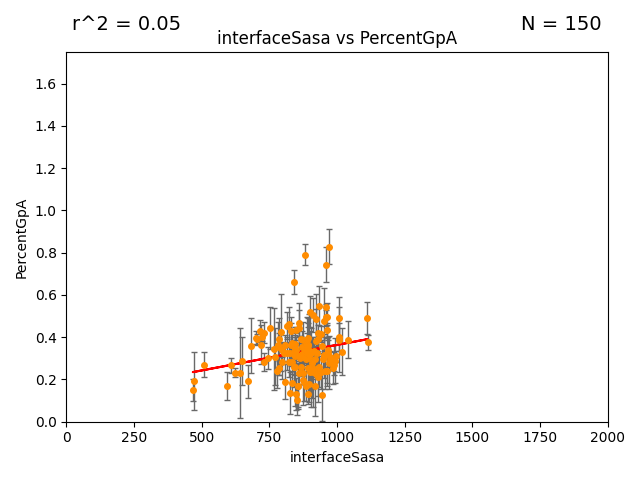 r^2 = 0.05
N = 150
interfaceSasa vs PercentGpA
PercentGpA
1.6
1.4
1.2
1.0
0.8
0.6
0.4
0.2
0.0
0 250 500 750 1000 1250 1500 1750 2000
interfaceSasa